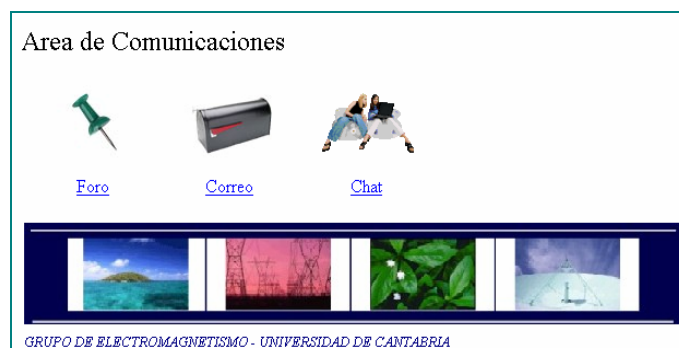 Area de Comunicaciones
Foro Correo Chat
GRUPO DE ELECTROMAGNETISMO - UNIVERSIDAD DE CANTABRIA